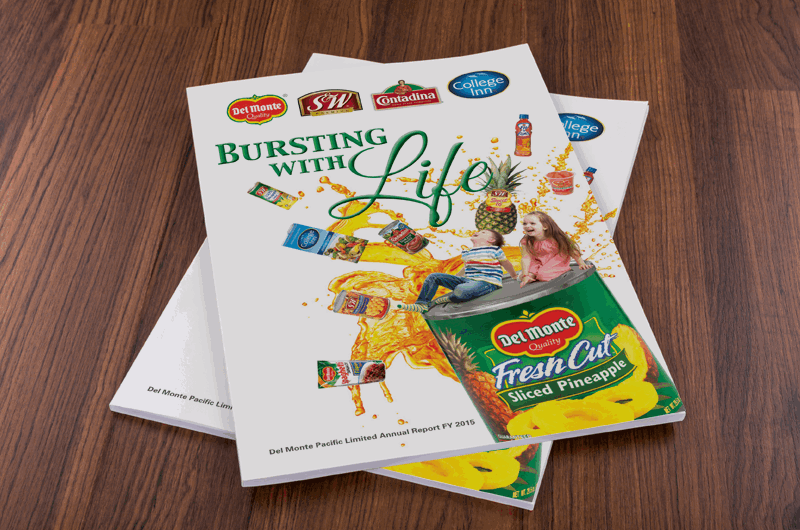 Del Monte
Quality
S&W
Contadina
College
Inn
BURSTING
WITH
Life
Del Monte
Quality
Fresh Cut
Sliced Pineapple
Del Monte Pacific Limited Annual Report FY 2015
College
Inn
Del Monte Pacific Limited